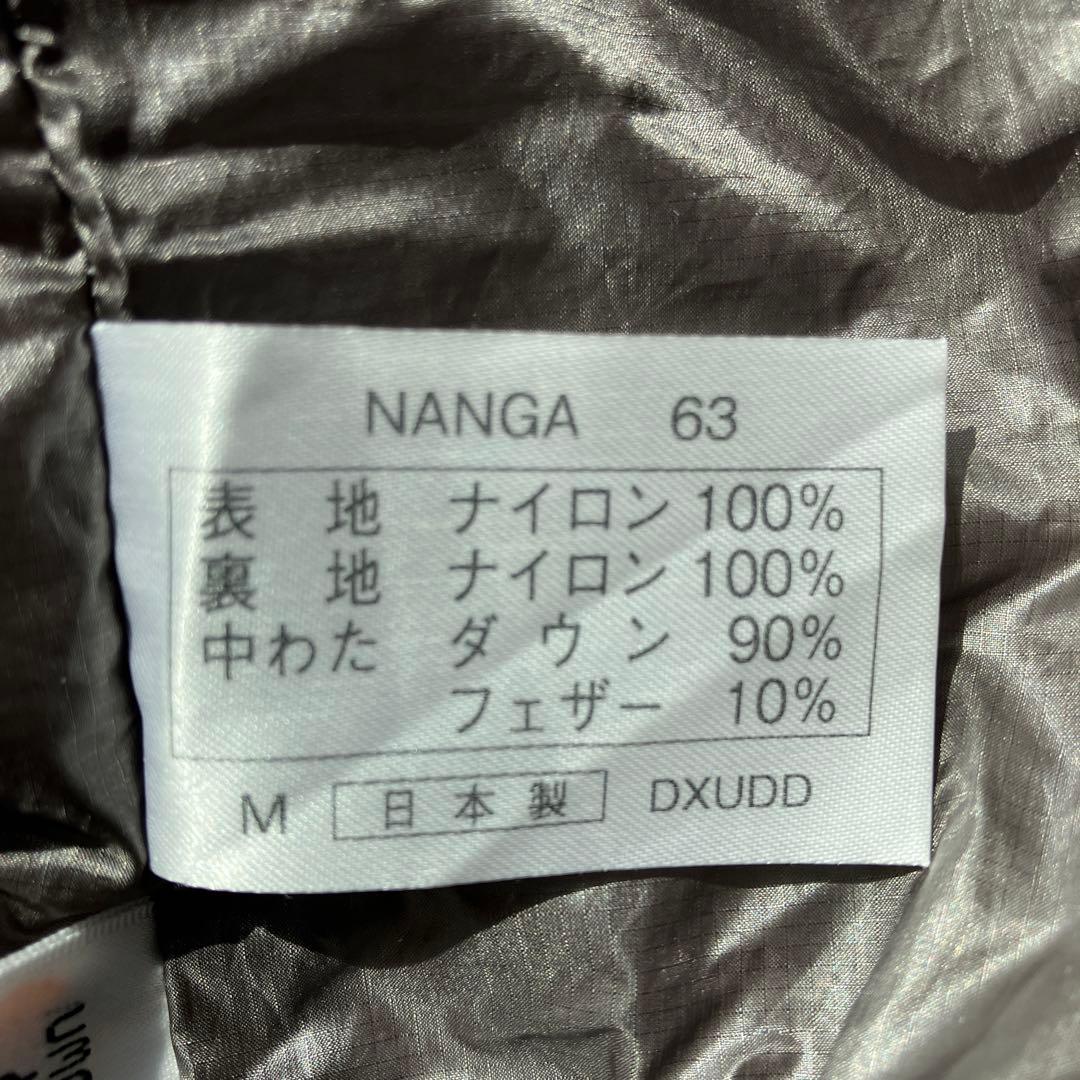 NANGA 63
表地 ナイロン 100%
裏地 ナイロン 100%
中わた ダウン 90%
フェザー 10%
M 日本製 DXUDD